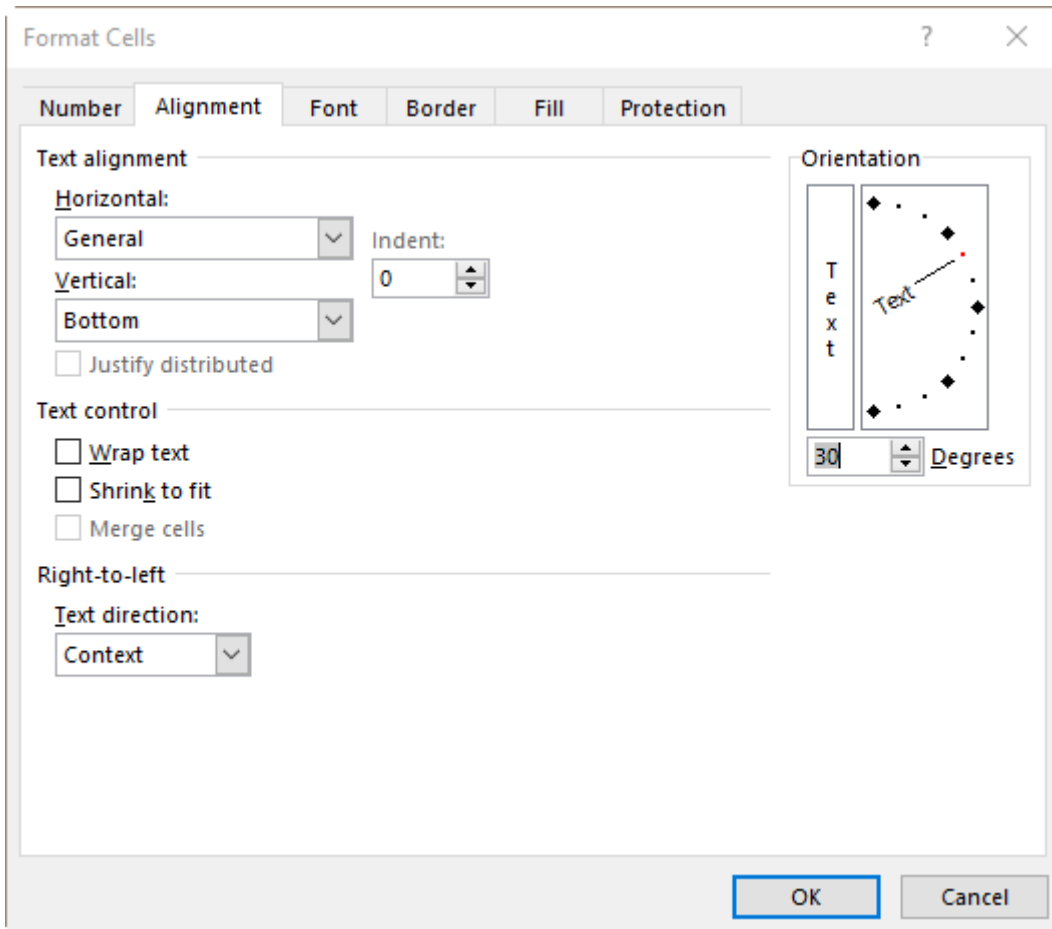 Format Cells ?
Number Alignment Font Border Fill Protection
Text alignment
Horizontal:
General
Indent:
0
Vertical:
Bottom
Justify distributed
Text control
Wrap text
Shrink to fit
Merge cells
Right-to-left
Text direction:
Context
Orientation
Text
Text
30 Degrees
OK Cancel